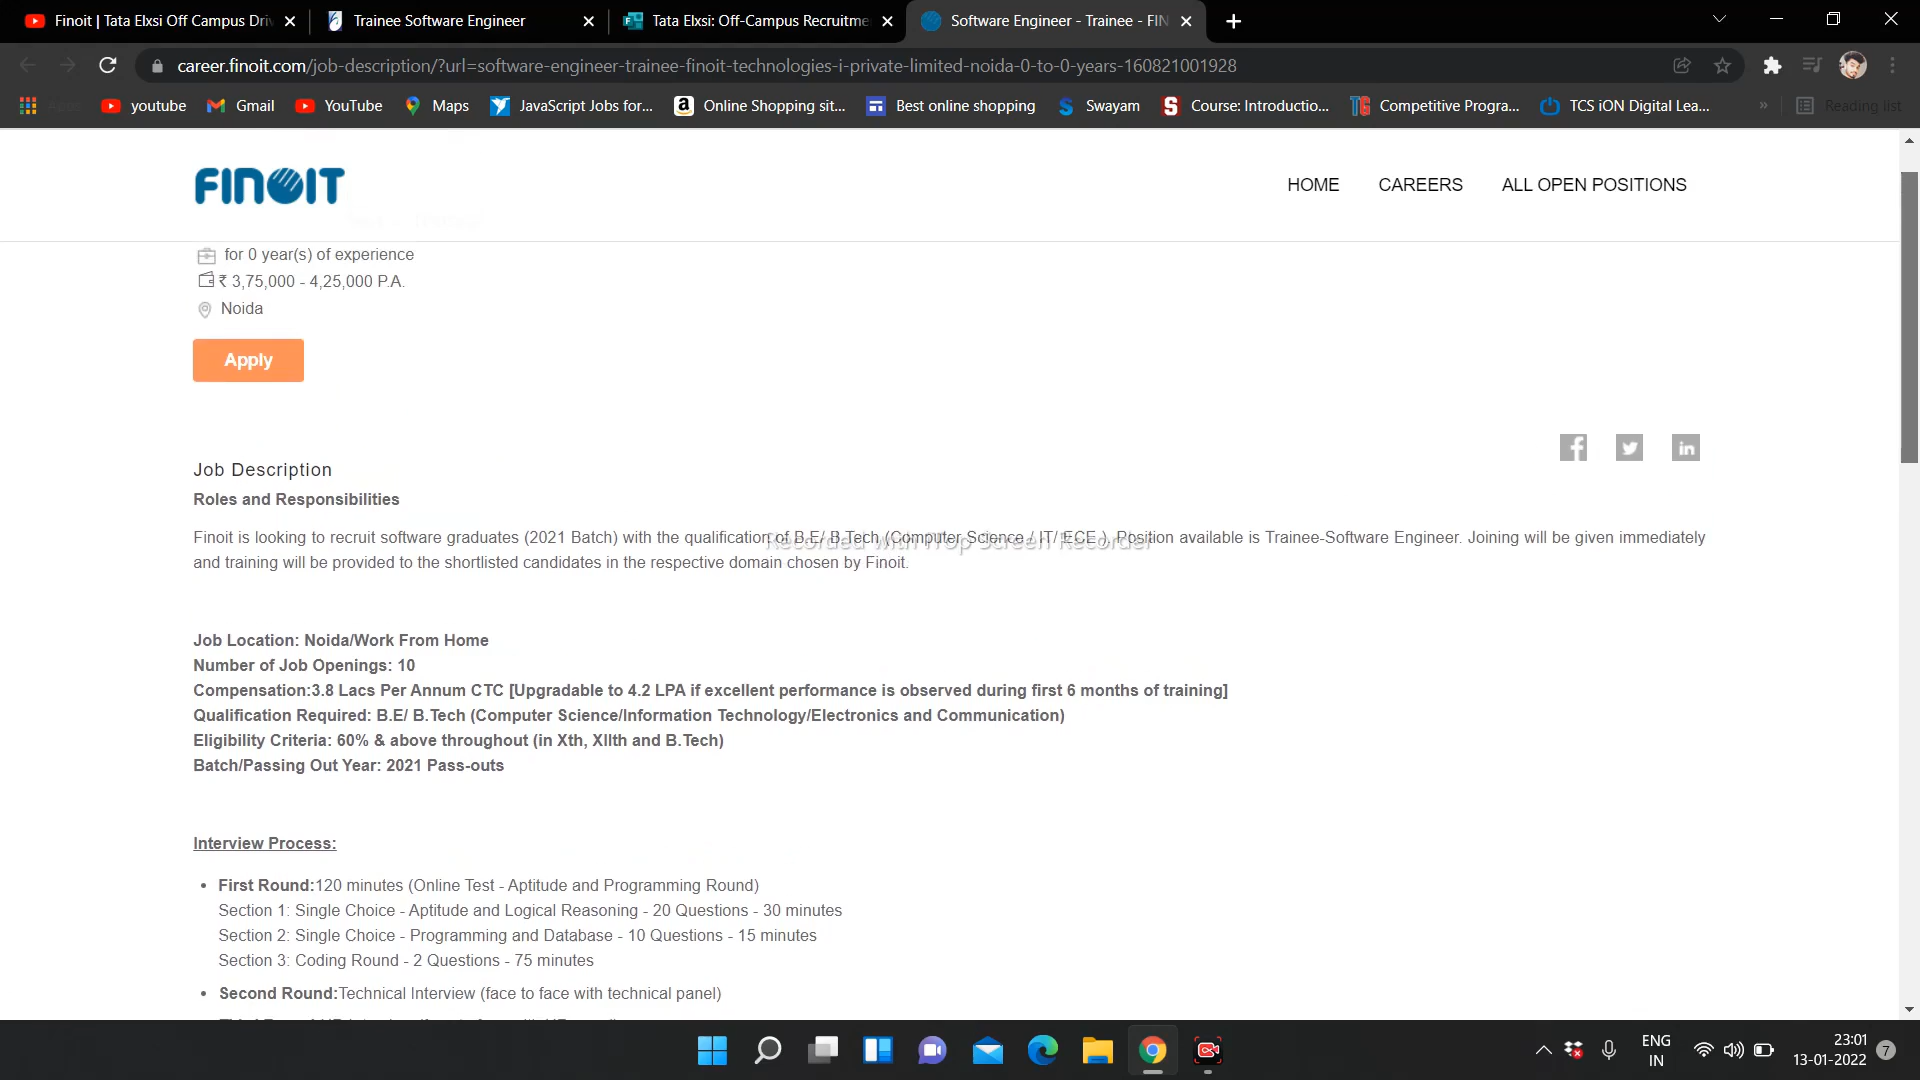 Finoit | Tata Elxsi Off Campus Driv
Trainee Software Engineer
Tata Elxsi: Off-Campus Recruitme
Software Engineer - Trainee - FIN
career.finoit.com/job-description/?url=software-engineer-trainee-finoit-technologies-i-private-limited-noida-0-to-0-years-160821001928
Apps
youtube
Gmail
YouTube
Maps
JavaScript Jobs for...
Online Shopping sit...
Best online shopping
Swayam
Course: Introductio...
Competitive Progra...
TCS iON Digital Lea...
»
Reading list
FINOIT
HOME
CAREERS
ALL OPEN POSITIONS
for 0 year(s) of experience
₹ 3,75,000 - 4,25,000 P.A.
Noida
Apply
Job Description
Roles and Responsibilities
Finoit is looking to recruit software graduates (2021 Batch) with the qualification of B.E/ B.Tech (Computer Science / IT/ ECE ). Position available is Trainee-Software Engineer. Joining will be given immediately
and training will be provided to the shortlisted candidates in the respective domain chosen by Finoit.
Recorded with iTop Screen Recorder
Job Location: Noida/Work From Home
Number of Job Openings: 10
Compensation:3.8 Lacs Per Annum CTC [Upgradable to 4.2 LPA if excellent performance is observed during first 6 months of training]
Qualification Required: B.E/ B.Tech (Computer Science/Information Technology/Electronics and Communication)
Eligibility Criteria: 60% & above throughout (in Xth, XIIth and B.Tech)
Batch/Passing Out Year: 2021 Pass-outs
Interview Process:
• First Round:120 minutes (Online Test - Aptitude and Programming Round)
Section 1: Single Choice - Aptitude and Logical Reasoning - 20 Questions - 30 minutes
Section 2: Single Choice - Programming and Database - 10 Questions - 15 minutes
Section 3: Coding Round - 2 Questions - 75 minutes
• Second Round:Technical Interview (face to face with technical panel)
ENG
IN
23:01
13-01-2022
7